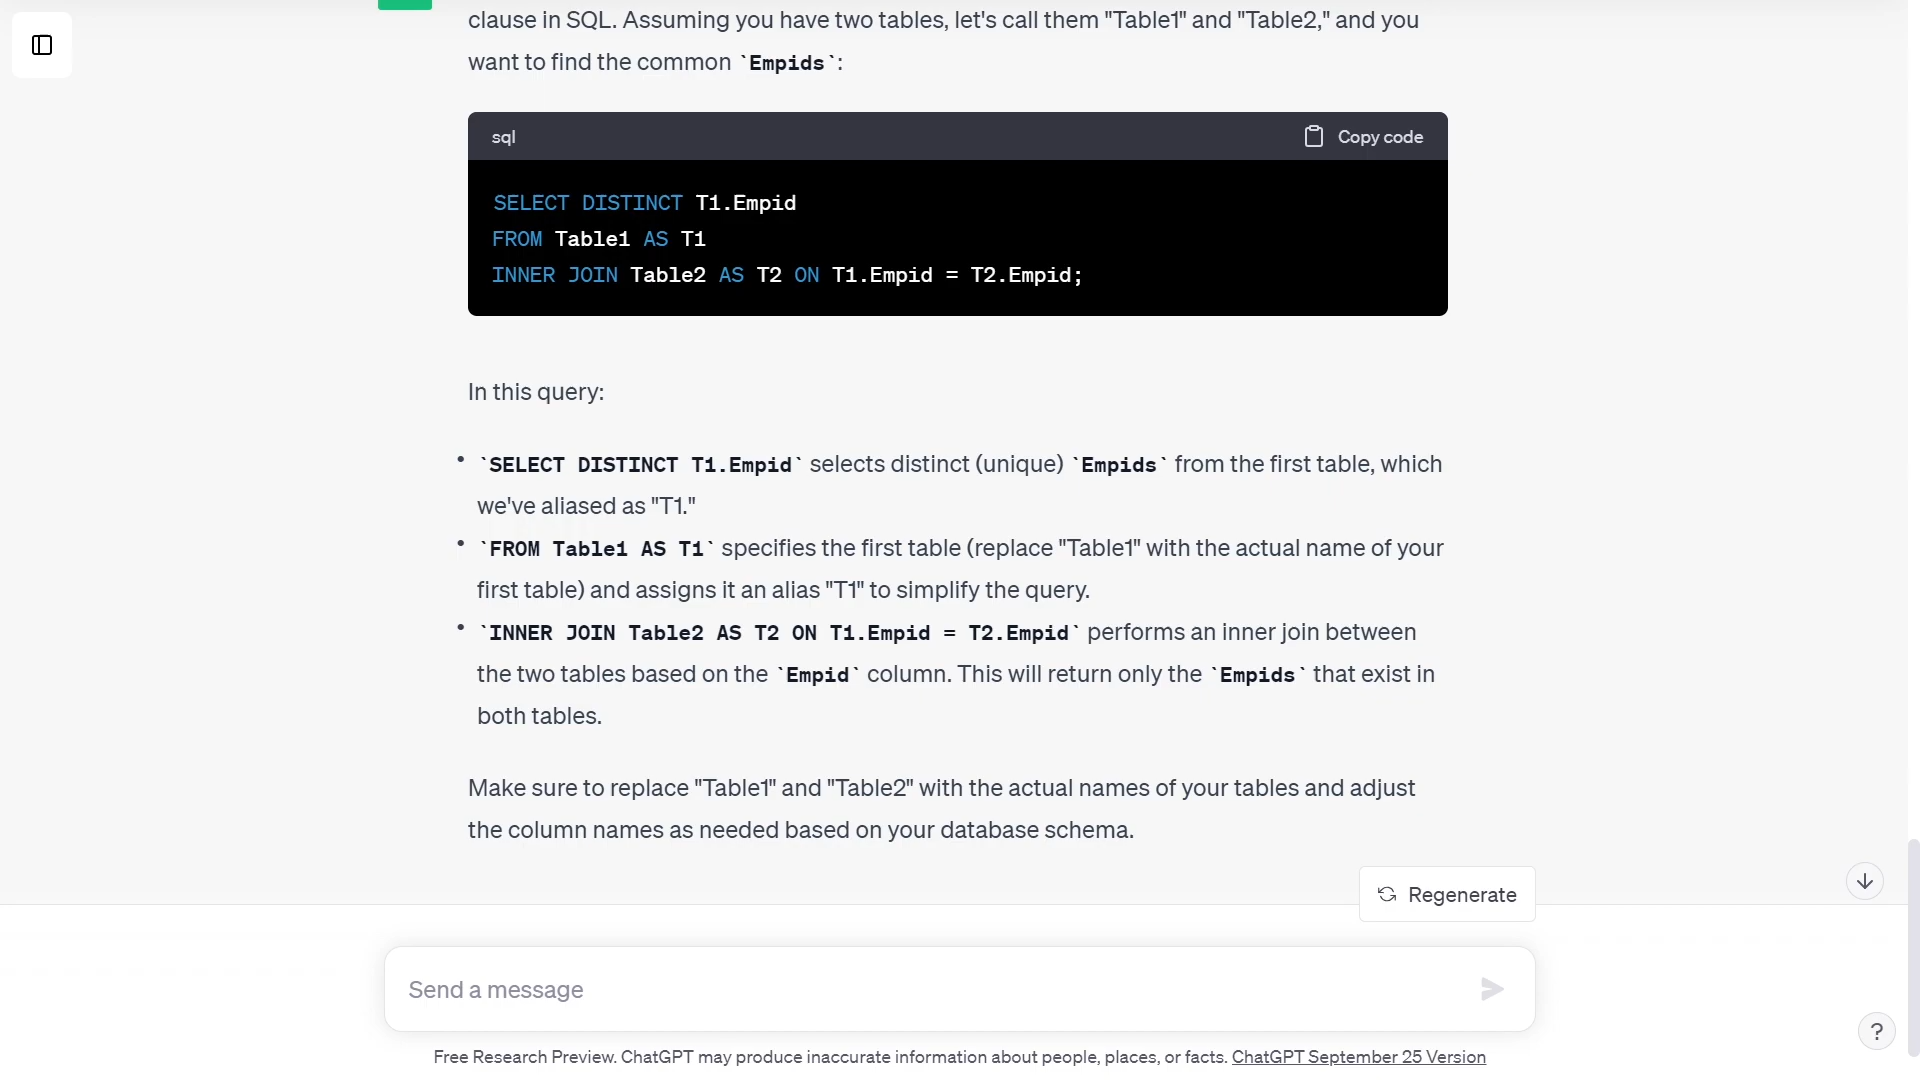 clause in SQL. Assuming you have two tables, let's call them "Table1" and "Table2," and you
want to find the common `Empids`:
sql
Copy code
SELECT DISTINCT T1.Empid
FROM Table1 AS T1
INNER JOIN Table2 AS T2 ON T1.Empid = T2.Empid;
In this query:
• `SELECT DISTINCT T1.Empid` selects distinct (unique) `Empids` from the first table, which
we've aliased as "T1."
• `FROM Table1 AS T1` specifies the first table (replace "Table1" with the actual name of your
first table) and assigns it an alias "T1" to simplify the query.
• `INNER JOIN Table2 AS T2 ON T1.Empid = T2.Empid` performs an inner join between
the two tables based on the `Empid` column. This will return only the `Empids` that exist in
both tables.
Make sure to replace "Table1" and "Table2" with the actual names of your tables and adjust
the column names as needed based on your database schema.
Regenerate
Send a message
?
Free Research Preview. ChatGPT may produce inaccurate information about people, places, or facts. ChatGPT September 25 Version